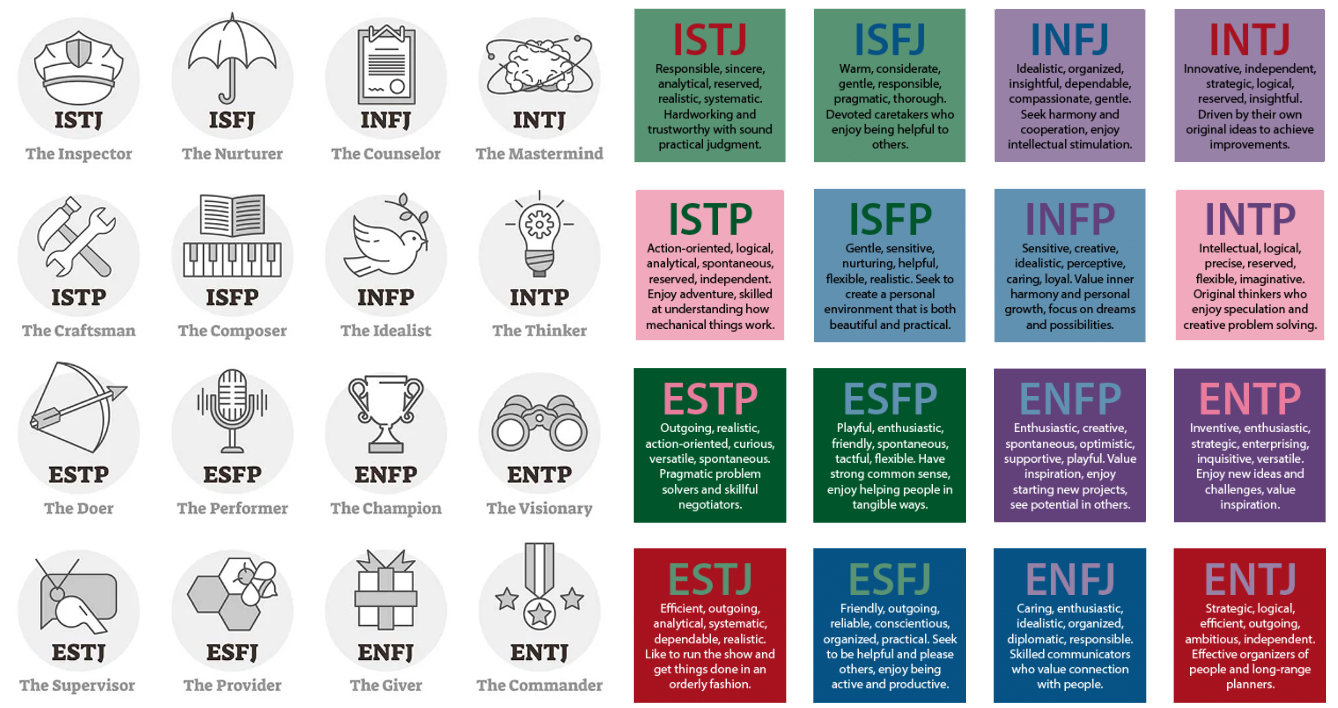 ISTJ
The Inspector
ISFJ
The Nurturer
INFJ
The Counselor
INTJ
The Mastermind
ISTP
The Craftsman
ISFP
The Composer
INFP
The Idealist
INTP
The Thinker
ESTP
The Doer
ESFP
The Performer
ENFP
The Champion
ENTP
The Visionary
ESTJ
The Supervisor
ESFJ
The Provider
ENFJ
The Giver
ENTJ
The Commander
ISTJ
Responsible, sincere,
analytical, reserved,
realistic, systematic.
Hardworking and
trustworthy with sound
practical judgment.
ISFJ
Warm, considerate,
gentle, responsible,
pragmatic, thorough.
Devoted caretakers who
enjoy being helpful to
others.
INFJ
Idealistic, organized,
insightful, dependable,
compassionate, gentle.
Seek harmony and
cooperation, enjoy
intellectual stimulation.
INTJ
Innovative, independent,
strategic, logical,
reserved, insightful.
Driven by their own
original ideas to achieve
improvements.
ISTP
Action-oriented, logical,
analytical, spontaneous,
reserved, independent.
Enjoy adventure, skilled
at understanding how
mechanical things work.
ISFP
Gentle, sensitive,
nurturing, helpful,
flexible, realistic. Seek to
create a personal
environment that is both
beautiful and practical.
INFP
Sensitive, creative,
idealistic, perceptive,
caring, loyal. Value inner
harmony and personal
growth, focus on dreams
and possibilities.
INTP
Intellectual, logical,
precise, reserved,
flexible, imaginative.
Original thinkers who
enjoy speculation and
creative problem solving.
ESTP
Outgoing, realistic,
action-oriented, curious,
versatile, spontaneous.
Pragmatic problem
solvers and skillful
negotiators.
ESFP
Playful, enthusiastic,
friendly, spontaneous,
tactful, flexible. Have
strong common sense,
enjoy helping people in
tangible ways.
ENFP
Enthusiastic, creative,
spontaneous, optimistic,
supportive, playful. Value
inspiration, enjoy
starting new projects,
see potential in others.
ENTP
Inventive, enthusiastic,
strategic, enterprising,
inquisitive, versatile.
Enjoy new ideas and
challenges, value
inspiration.
ESTJ
Efficient, outgoing,
analytical, systematic,
dependable, realistic.
Like to run the show and
get things done in an
orderly fashion.
ESFJ
Friendly, outgoing,
reliable, conscientious,
organized, practical. Seek
to be helpful and please
others, enjoy being
active and productive.
ENFJ
Caring, enthusiastic,
idealistic, organized,
diplomatic, responsible.
Skilled communicators
who value connection
with people.
ENTJ
Strategic, logical,
efficient, outgoing,
ambitious, independent.
Effective organizers of
people and long-range
planners.